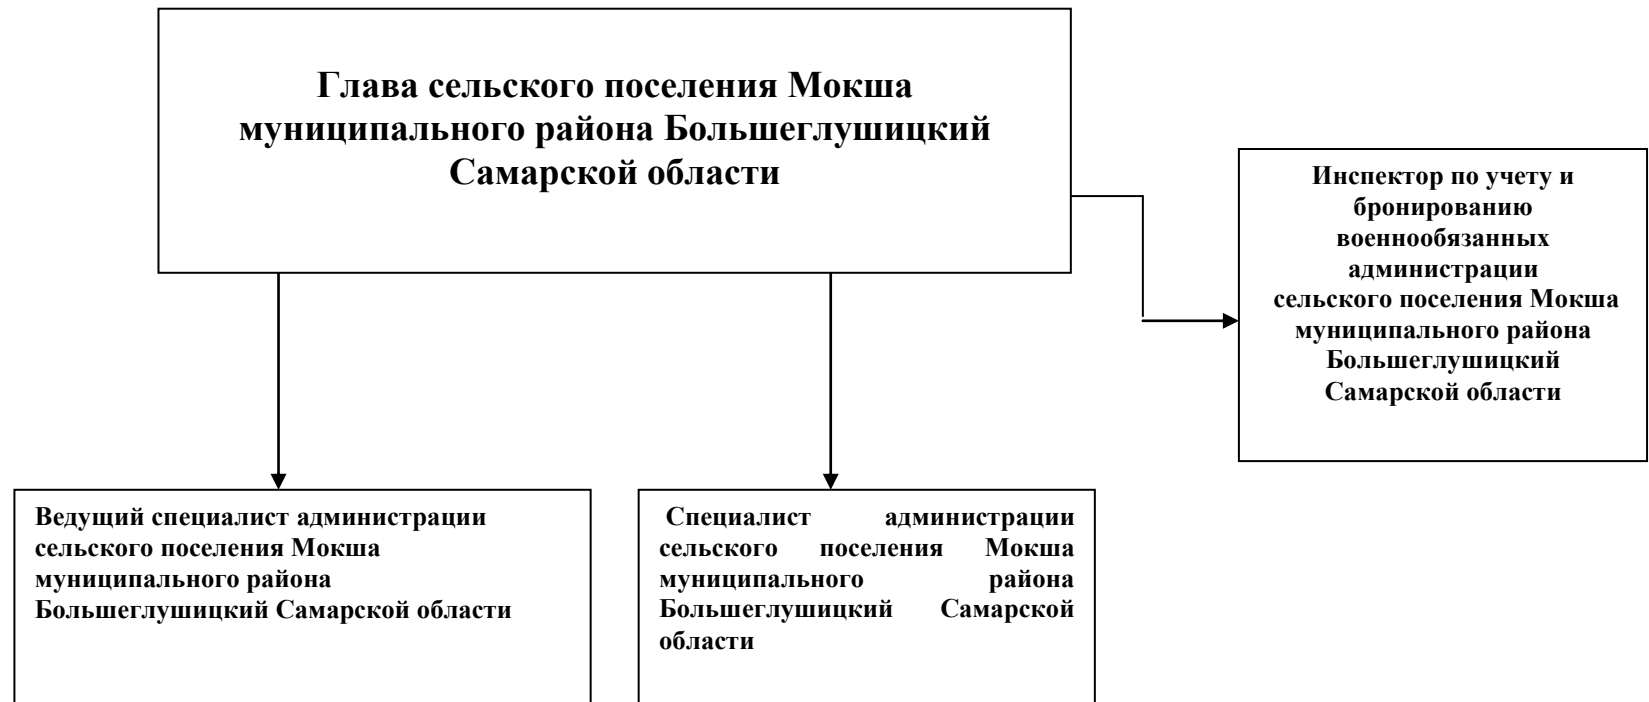 Глава сельского поселения Мокша
муниципального района Большеглушицкий
Самарской области
Инспектор по учету и
бронированию
военнообязанных
администрации
сельского поселения Мокша
муниципального района
Большеглушицкий
Самарской области
Ведущий специалист администрации
сельского поселения Мокша
муниципального района
Большеглушицкий Самарской области
Специалист администрации
сельского поселения Мокша
муниципального района
Большеглушицкий Самарской
области